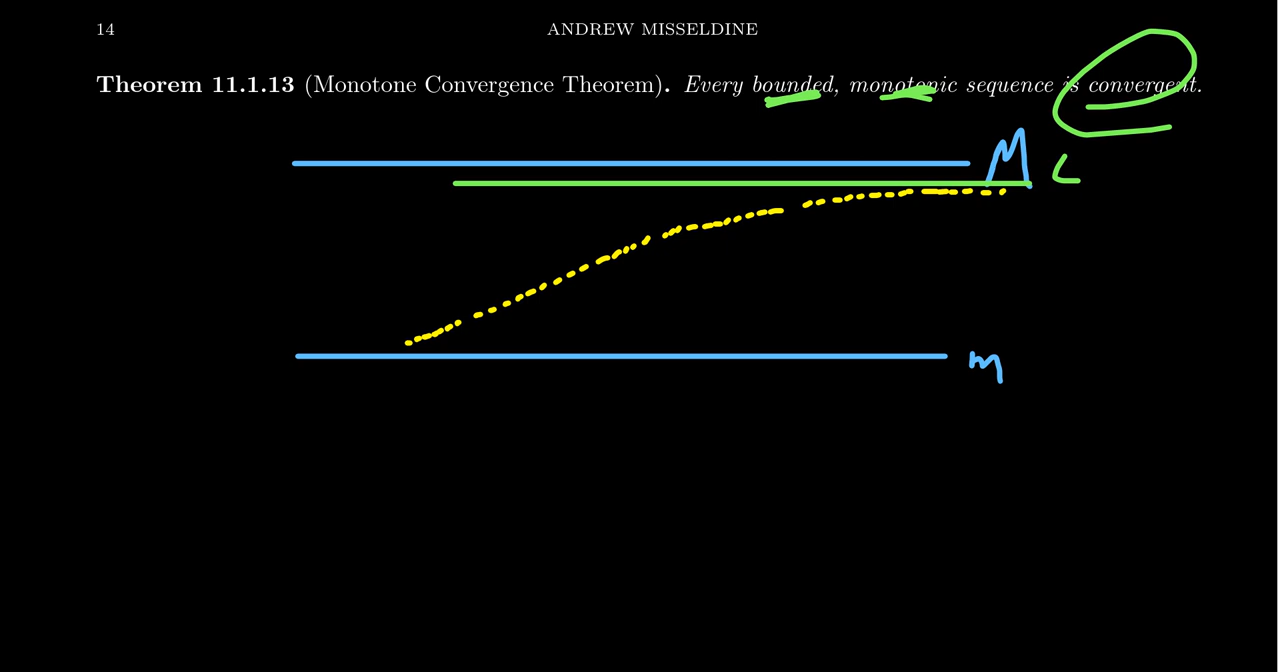 14
ANDREW MISSELDINE
Theorem 11.1.13 (Monotone Convergence Theorem). Every bounded, monotonic sequence is convergent.
M
L
m